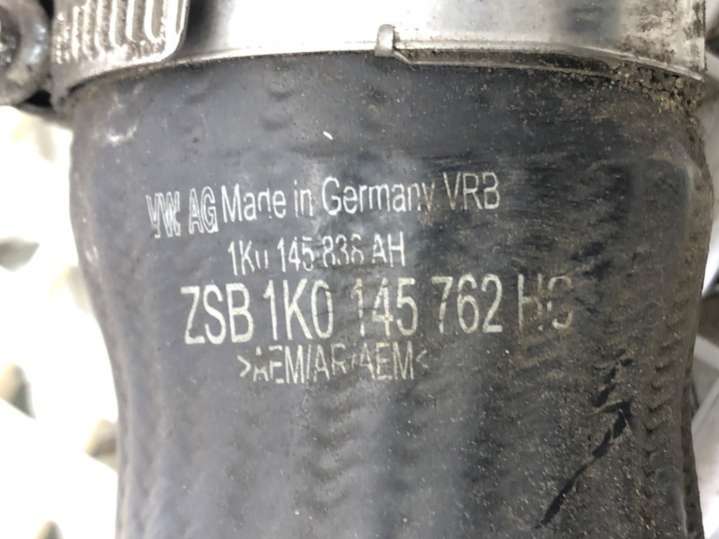 VW AG Made in Germany VRB
1K0 145 838 AH
ZSB 1K0 145 762
>AEM/AR/AEM<